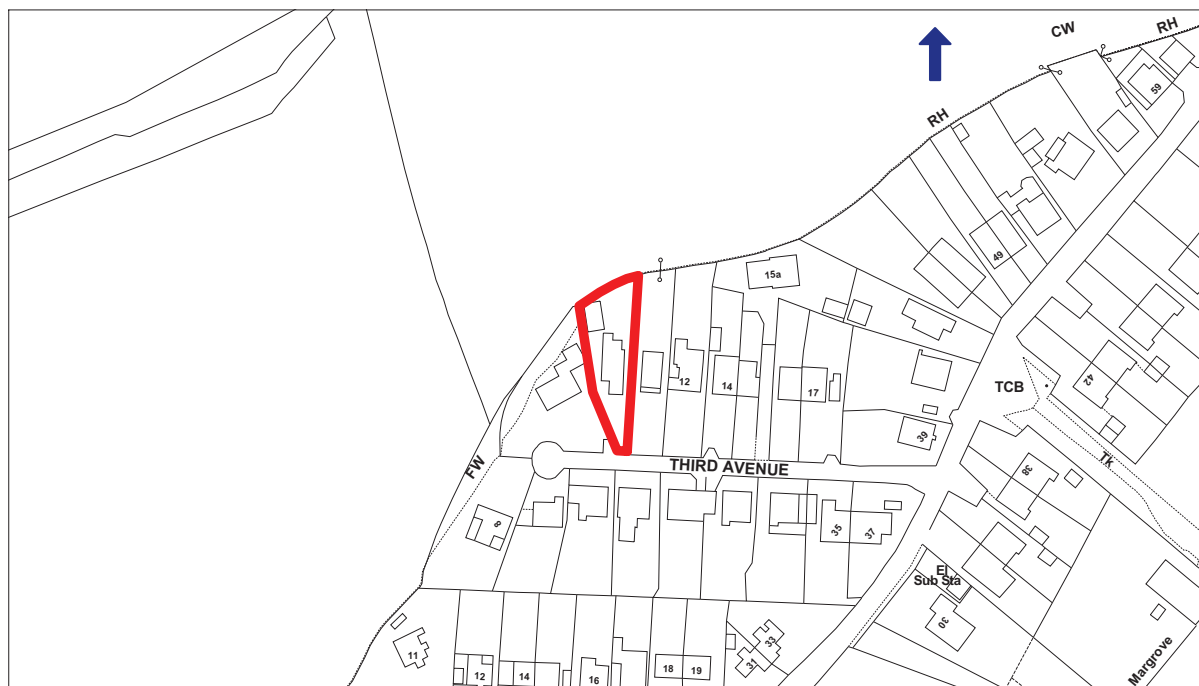 CW
RH
59
RH
49
15a
12
14
17
42
TCB
39
Tk
THIRD AVENUE
FW
38
8
35
37
El
Sub Sta
30
33
31
11
12
14
16
18
19
Margrove